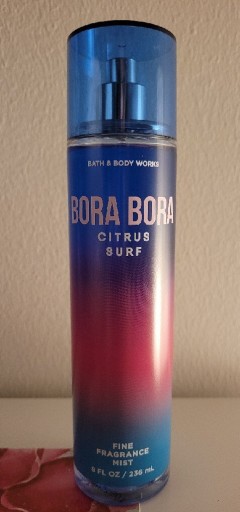 BATH & BODY WORKS
BORA BORA
CITRUS
SURF
FINE
FRAGRANCE
MIST
8 FL OZ / 236 mL